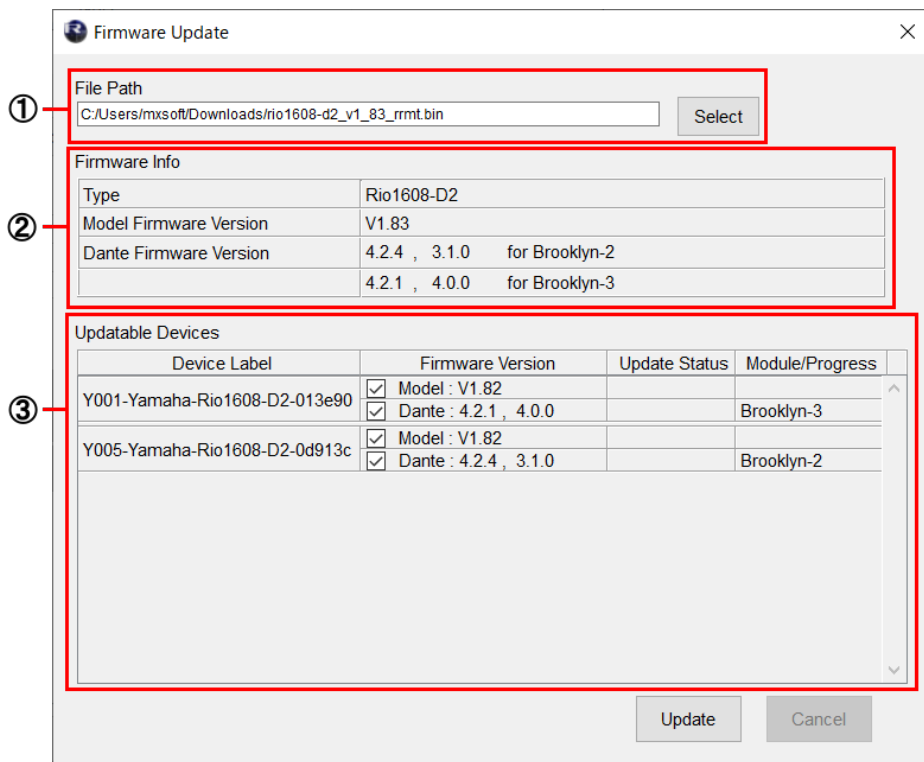 Firmware Update
①
File Path
C:/Users/mxsoft/Downloads/rio1608-d2_v1_83_rrmt.bin Select
②
Firmware Info
Type Rio1608-D2
Model Firmware Version V1.83
Dante Firmware Version 4.2.4 , 3.1.0 for Brooklyn-2
4.2.1 , 4.0.0 for Brooklyn-3
③
Updatable Devices
Device Label Firmware Version Update Status Module/Progress
Y001-Yamaha-Rio1608-D2-013e90 Model : V1.82
Dante : 4.2.1 , 4.0.0 Brooklyn-3
Y005-Yamaha-Rio1608-D2-0d913c Model : V1.82
Dante : 4.2.4 , 3.1.0 Brooklyn-2
Update Cancel